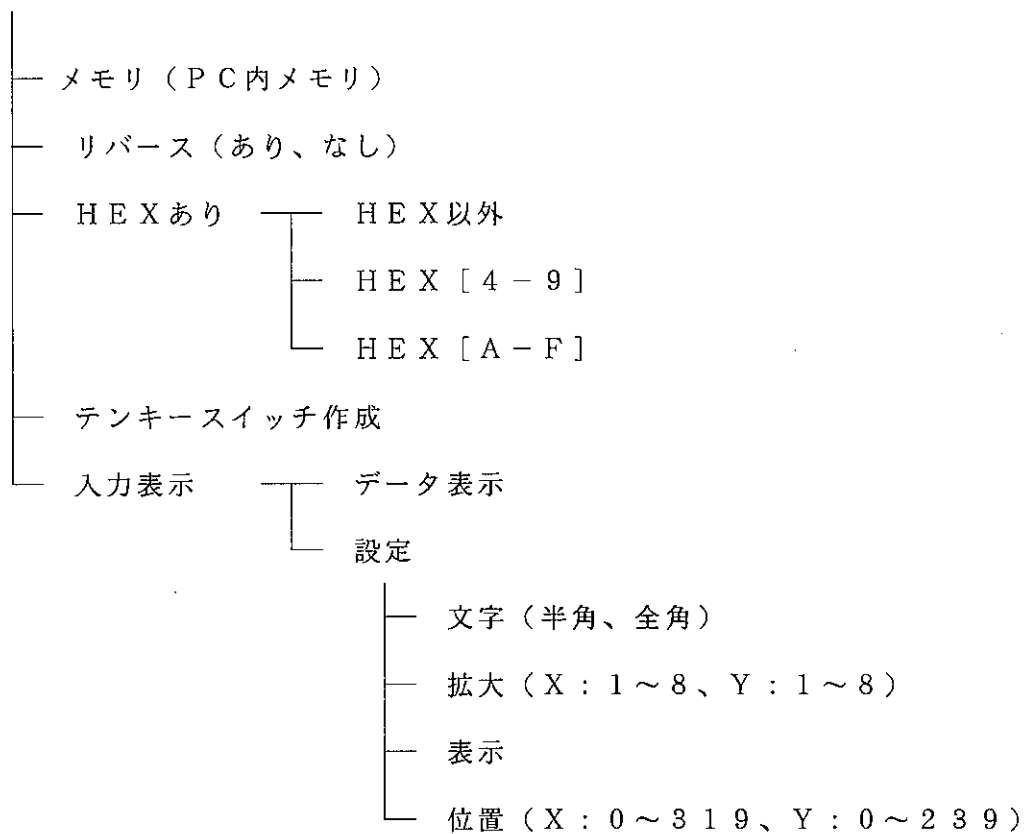 メモリ（ＰＣ内メモリ）
リバース（あり、なし）
ＨＥＸあり　ＨＥＸ以外
ＨＥＸ［４－９］
ＨＥＸ［Ａ－Ｆ］
テンキースイッチ作成
入力表示　データ表示
設定
文字（半角、全角）
拡大（Ｘ：１～８、Ｙ：１～８）
表示
位置（Ｘ：０～３１９、Ｙ：０～２３９）